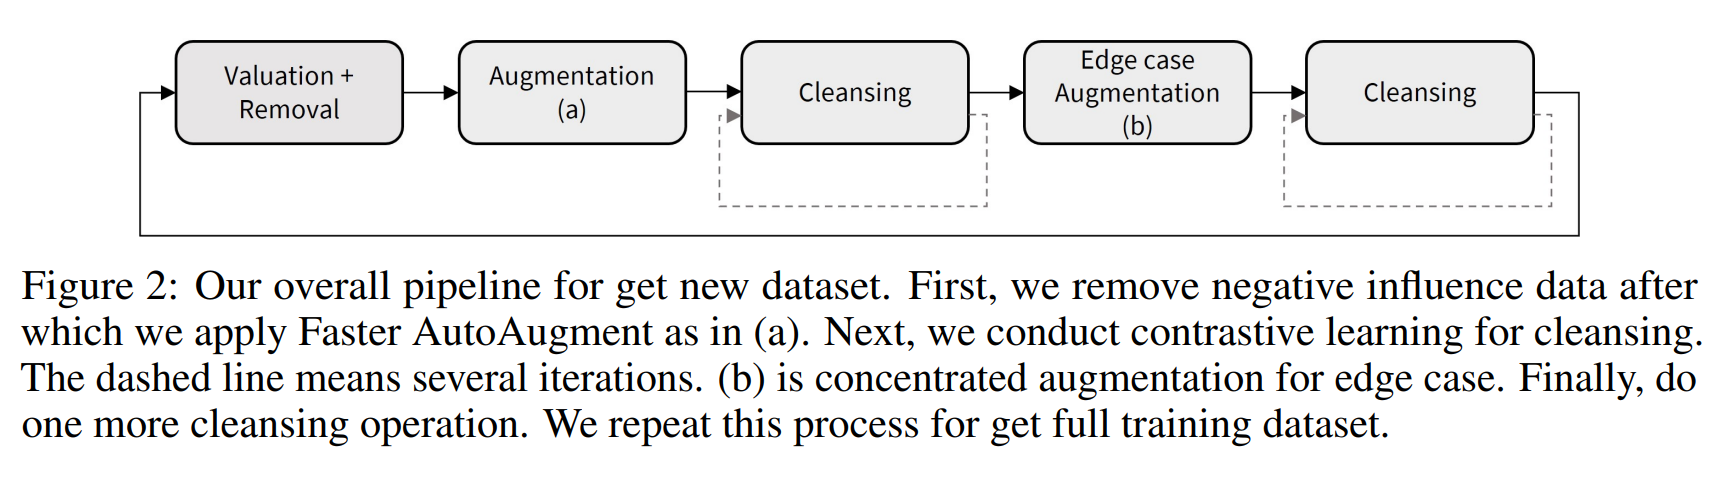 Valuation +
Removal
Augmentation
(a)
Cleansing
Edge case
Augmentation
(b)
Cleansing
Figure 2: Our overall pipeline for get new dataset. First, we remove negative influence data after
which we apply Faster AutoAugment as in (a). Next, we conduct contrastive learning for cleansing.
The dashed line means several iterations. (b) is concentrated augmentation for edge case. Finally, do
one more cleansing operation. We repeat this process for get full training dataset.